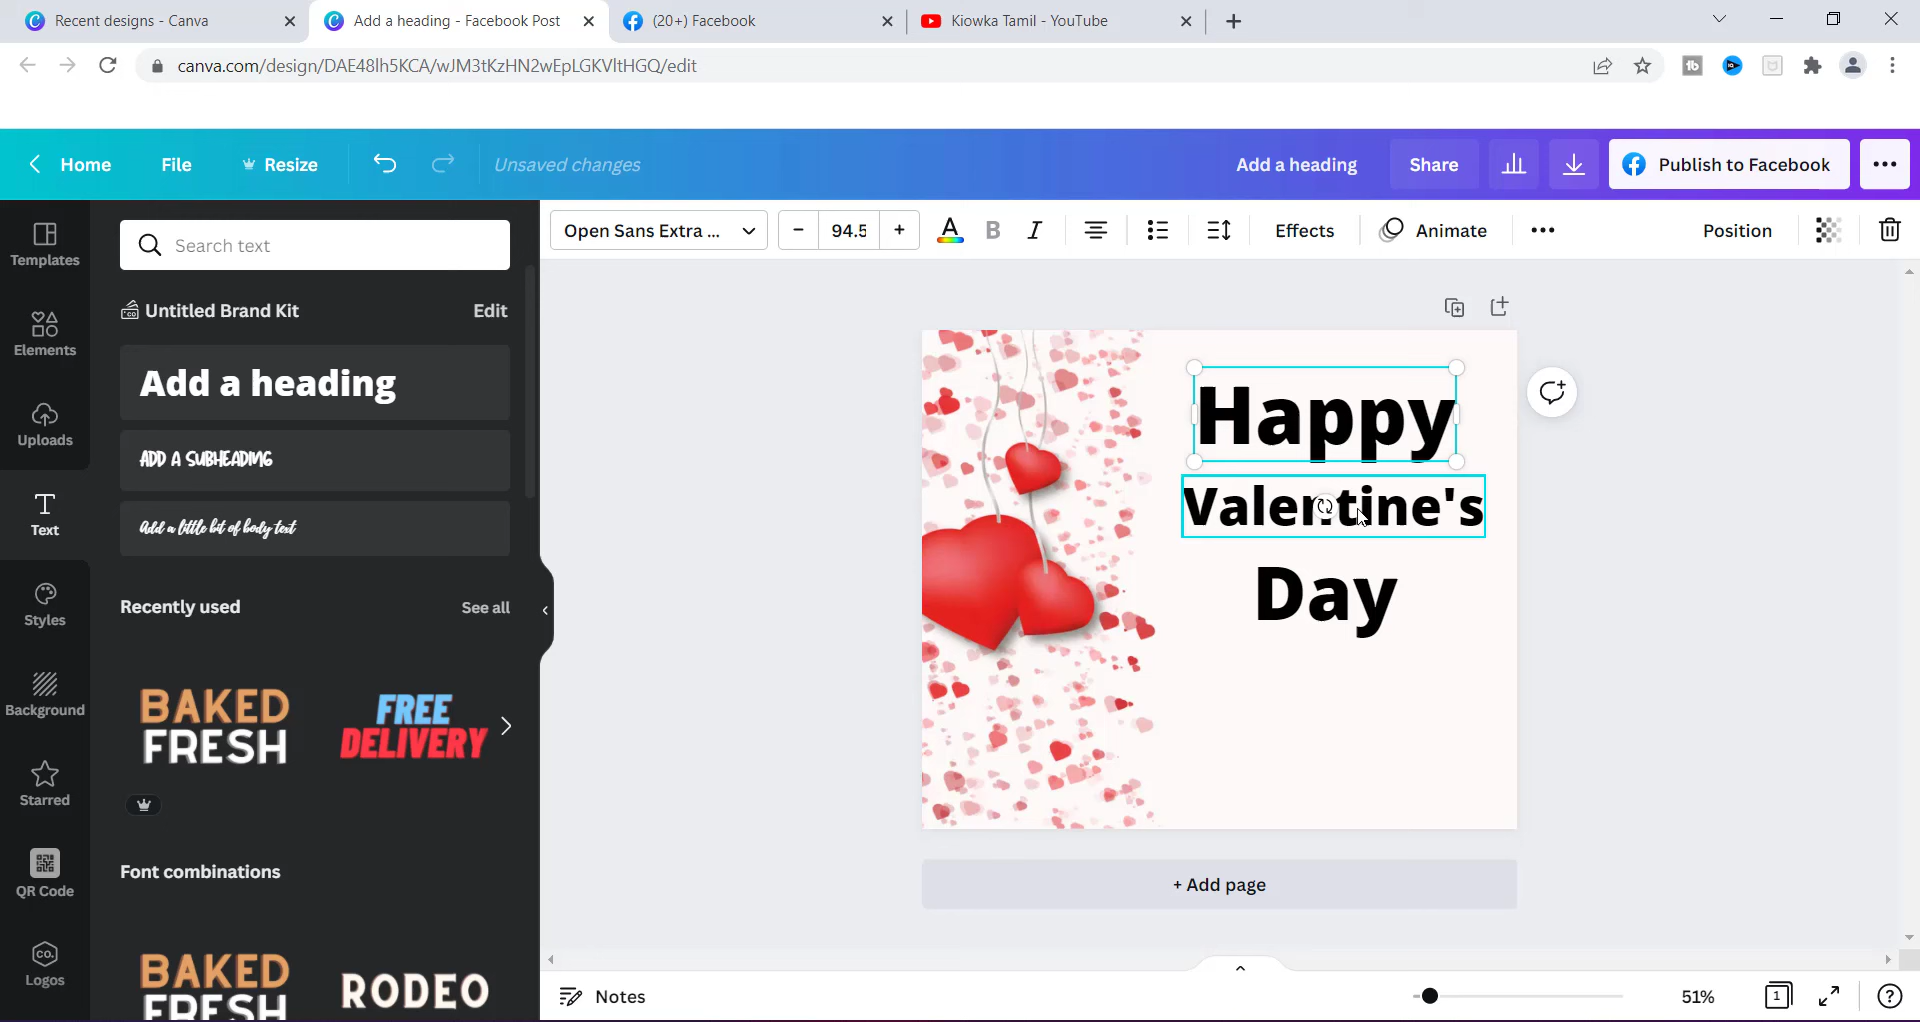 Recent designs - Canva
Add a heading - Facebook Post
(20+) Facebook
Kiowka Tamil - YouTube
canva.com/design/DAE48lh5KCA/wJM3tKzHN2wEpLGKVltHGQ/edit
Home
File
Resize
Unsaved changes
Add a heading
Share
Publish to Facebook
Templates
Elements
Uploads
Text
Styles
Background
Starred
QR Code
CO.
Logos
Search text
Untitled Brand Kit
Edit
Add a heading
ADD A SUBHEADING
Add a little bit of body text
Recently used
See all
BAKED
FRESH
FREE
DELIVERY
Font combinations
BAKED
FRESH
RODEO
Open Sans Extra ...
94.5
A
B
I
Effects
Animate
Position
Happy
Valentine's
Day
+ Add page
Notes
51%
1